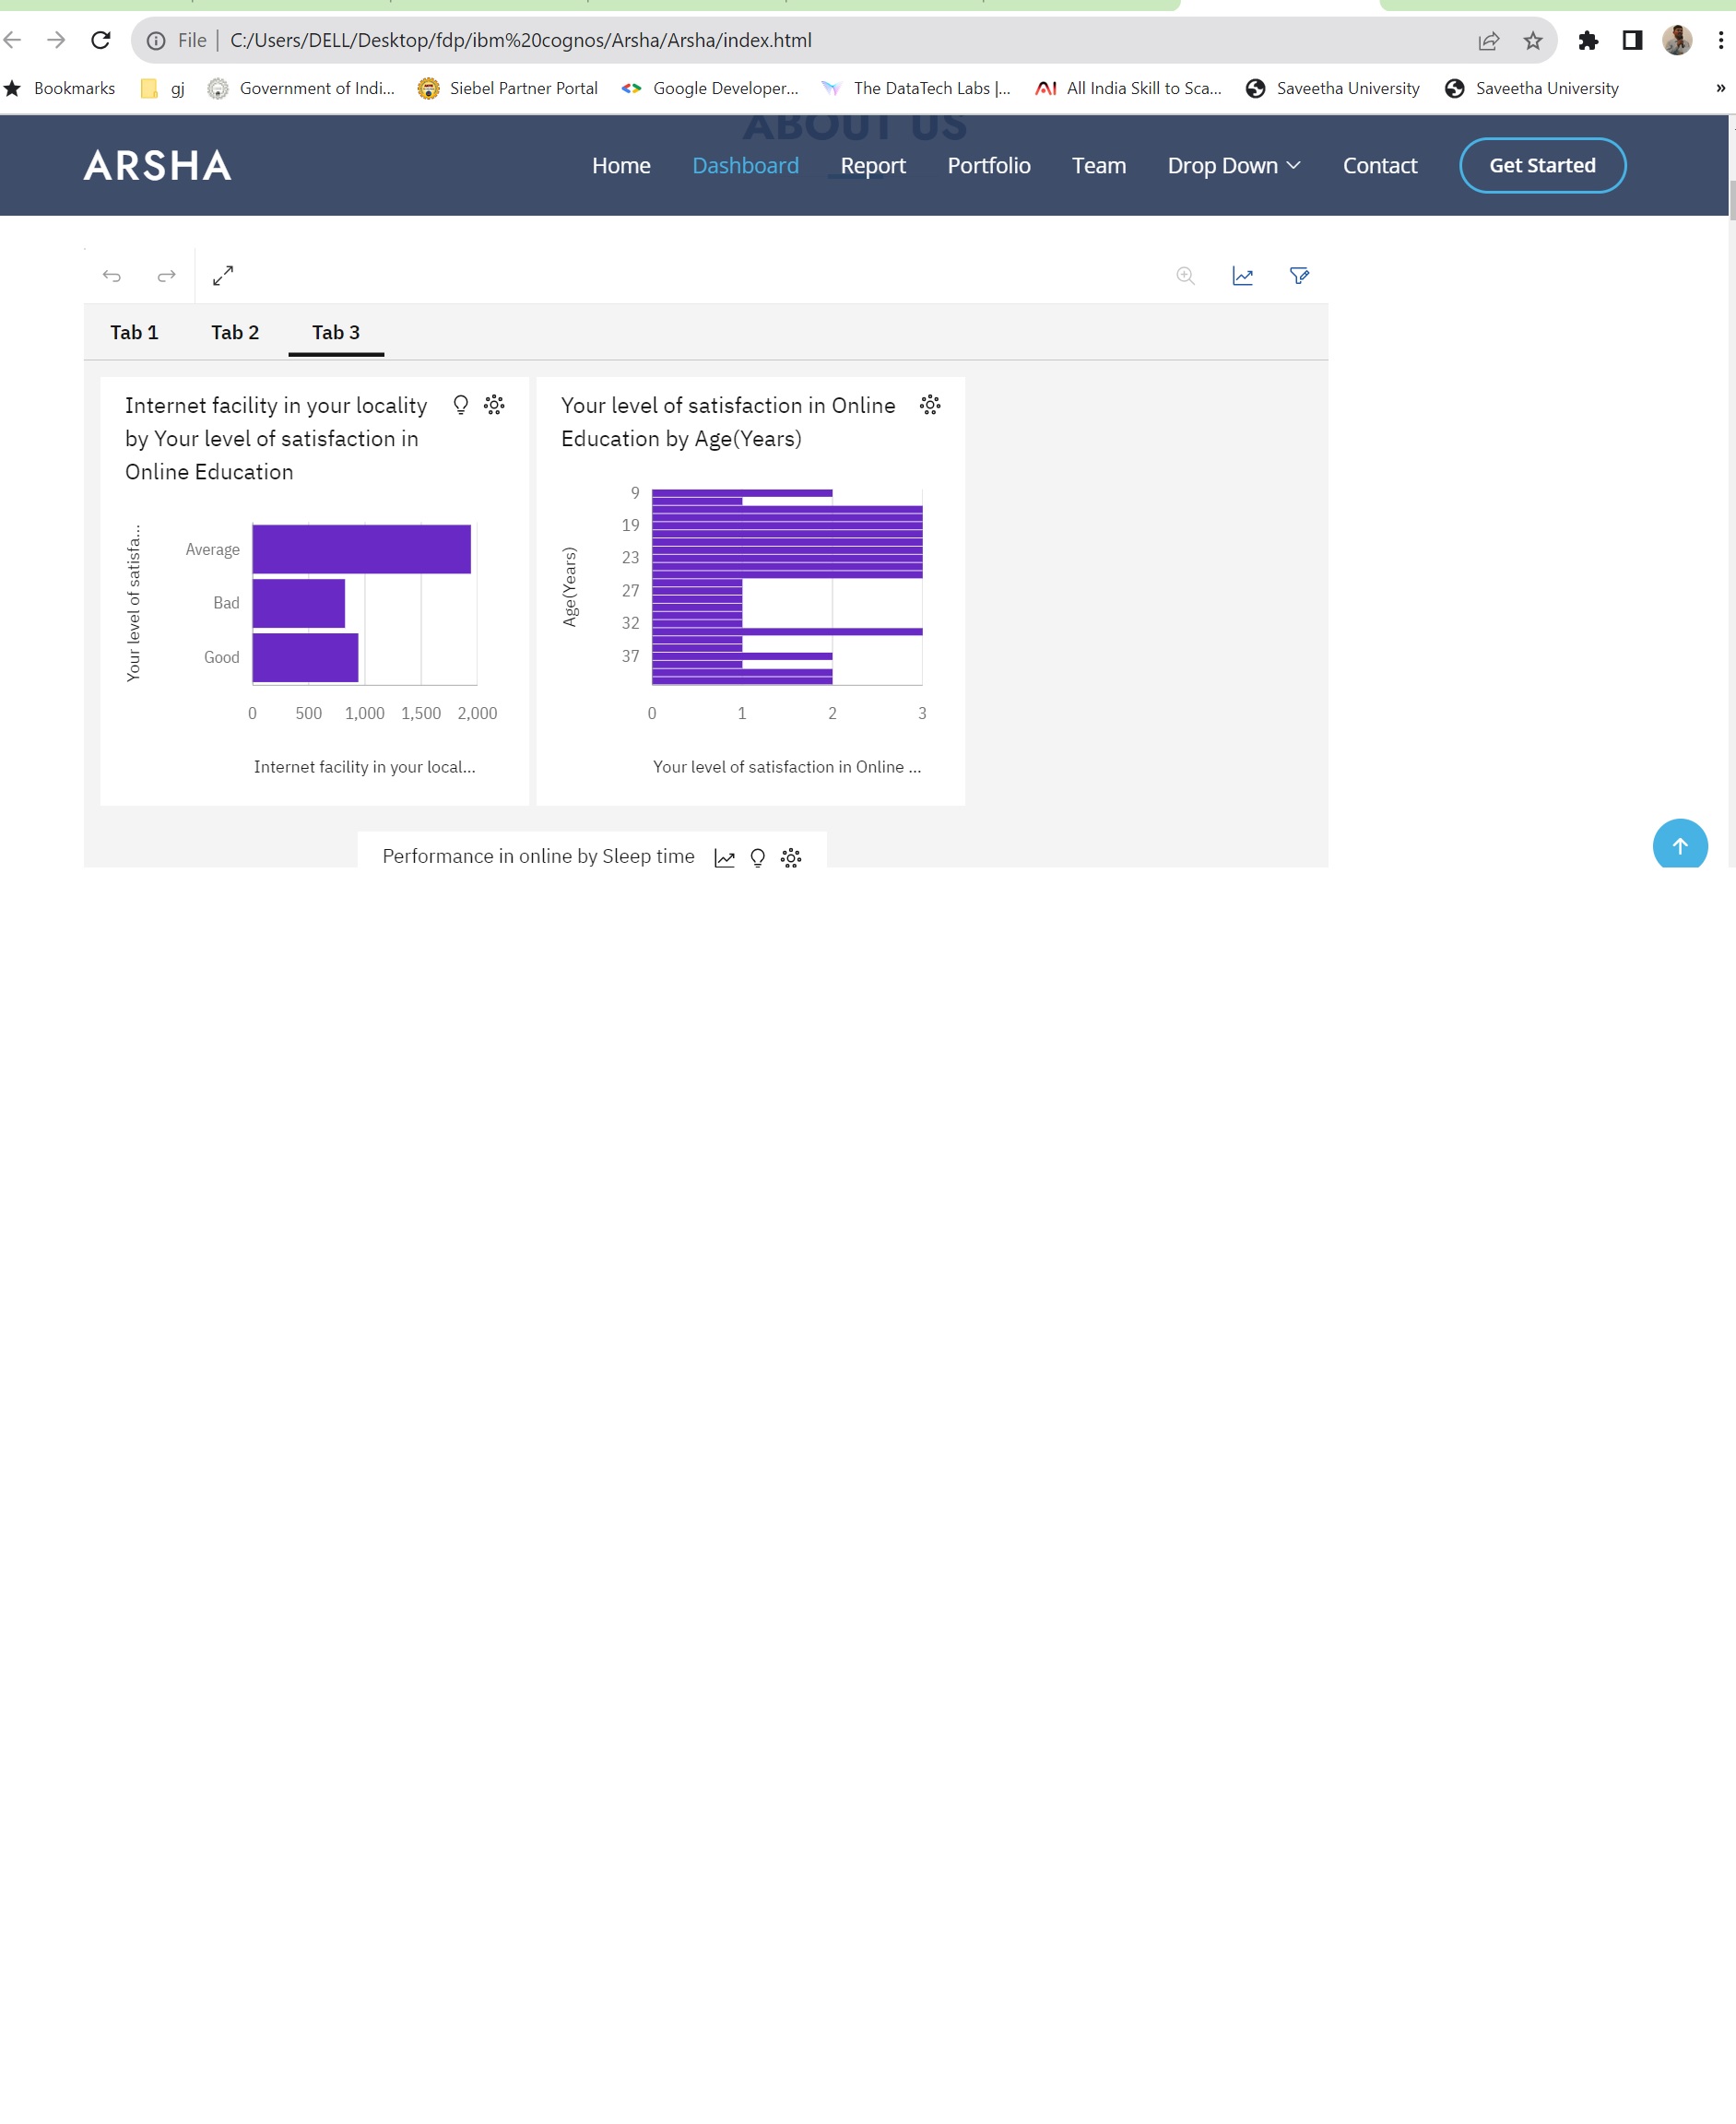 File | C:/Users/DELL/Desktop/fdp/ibm%20cognos/Arsha/Arsha/index.html
Bookmarks gj Government of Indi... Siebel Partner Portal Google Developer... The DataTech Labs |... All India Skill to Sca... Saveetha University Saveetha University »
ABOUT US
ARSHA Home Dashboard Report Portfolio Team Drop Down Contact Get Started
Tab 1 Tab 2 Tab 3
Internet facility in your locality
by Your level of satisfaction in
Online Education
Your level of satisfa...
Average
Bad
Good
0 500 1,000 1,500 2,000
Internet facility in your local...
Your level of satisfaction in Online
Education by Age(Years)
Age(Years)
9
19
23
27
32
37
0 1 2 3
Your level of satisfaction in Online ...
Performance in online by Sleep time